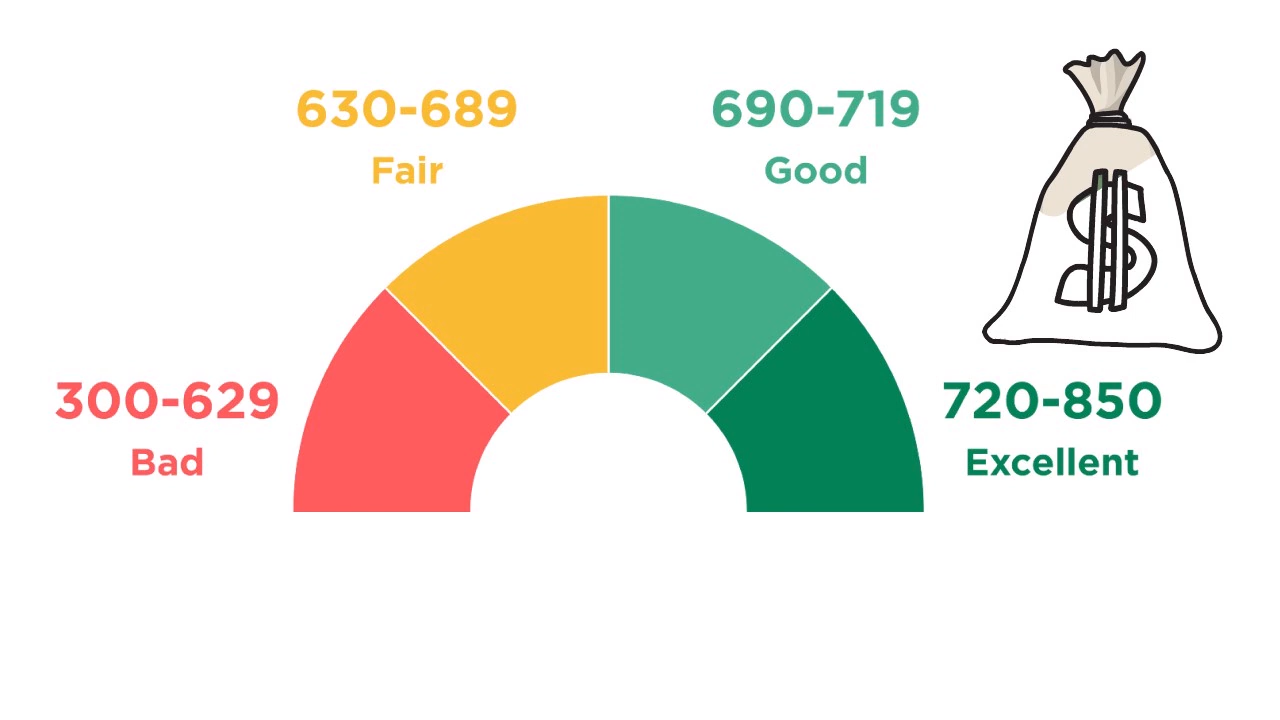 630-689
Fair
690-719
Good
300-629
Bad
720-850
Excellent
$